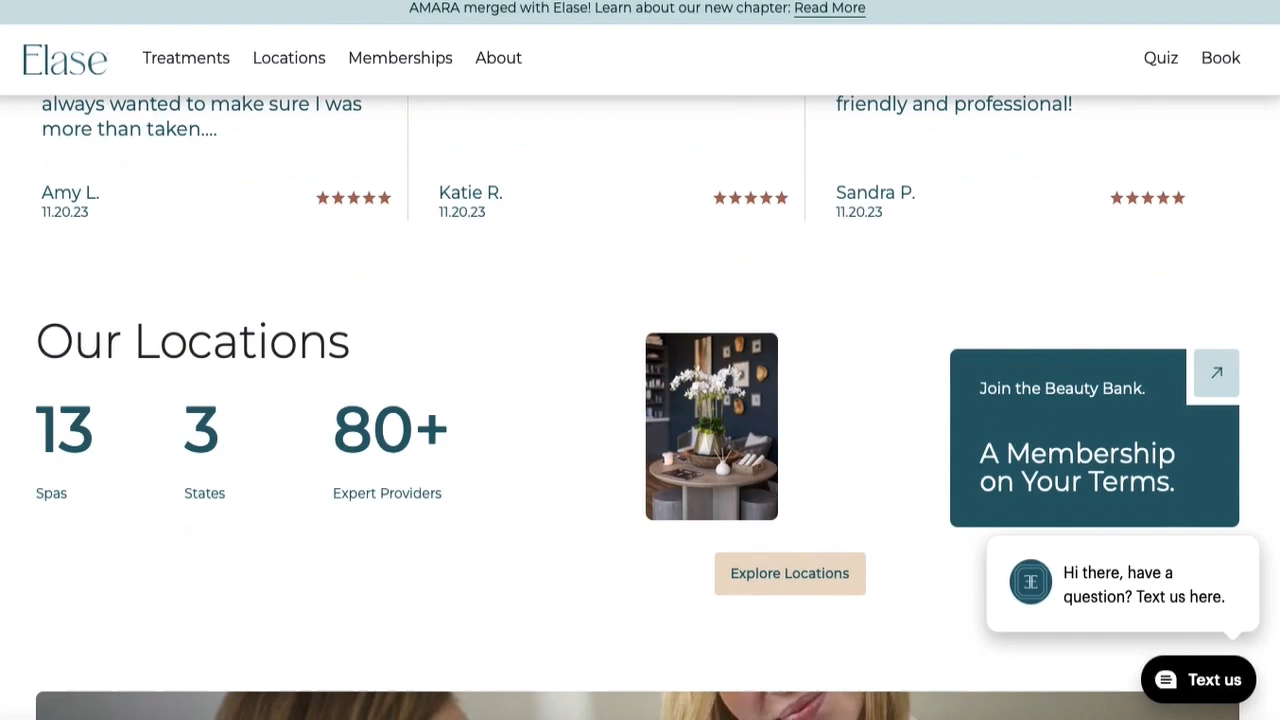 AMARA merged with Elase! Learn about our new chapter: Read More
Elase
Treatments
Locations
Memberships
About
Quiz
Book
always wanted to make sure I was
more than taken....
friendly and professional!
Amy L.
11.20.23
Katie R.
11.20.23
Sandra P.
11.20.23
Our Locations
13
Spas
3
States
80+
Expert Providers
Explore Locations
Join the Beauty Bank.
A Membership
on Your Terms.
Hi there, have a
question? Text us here.
Text us